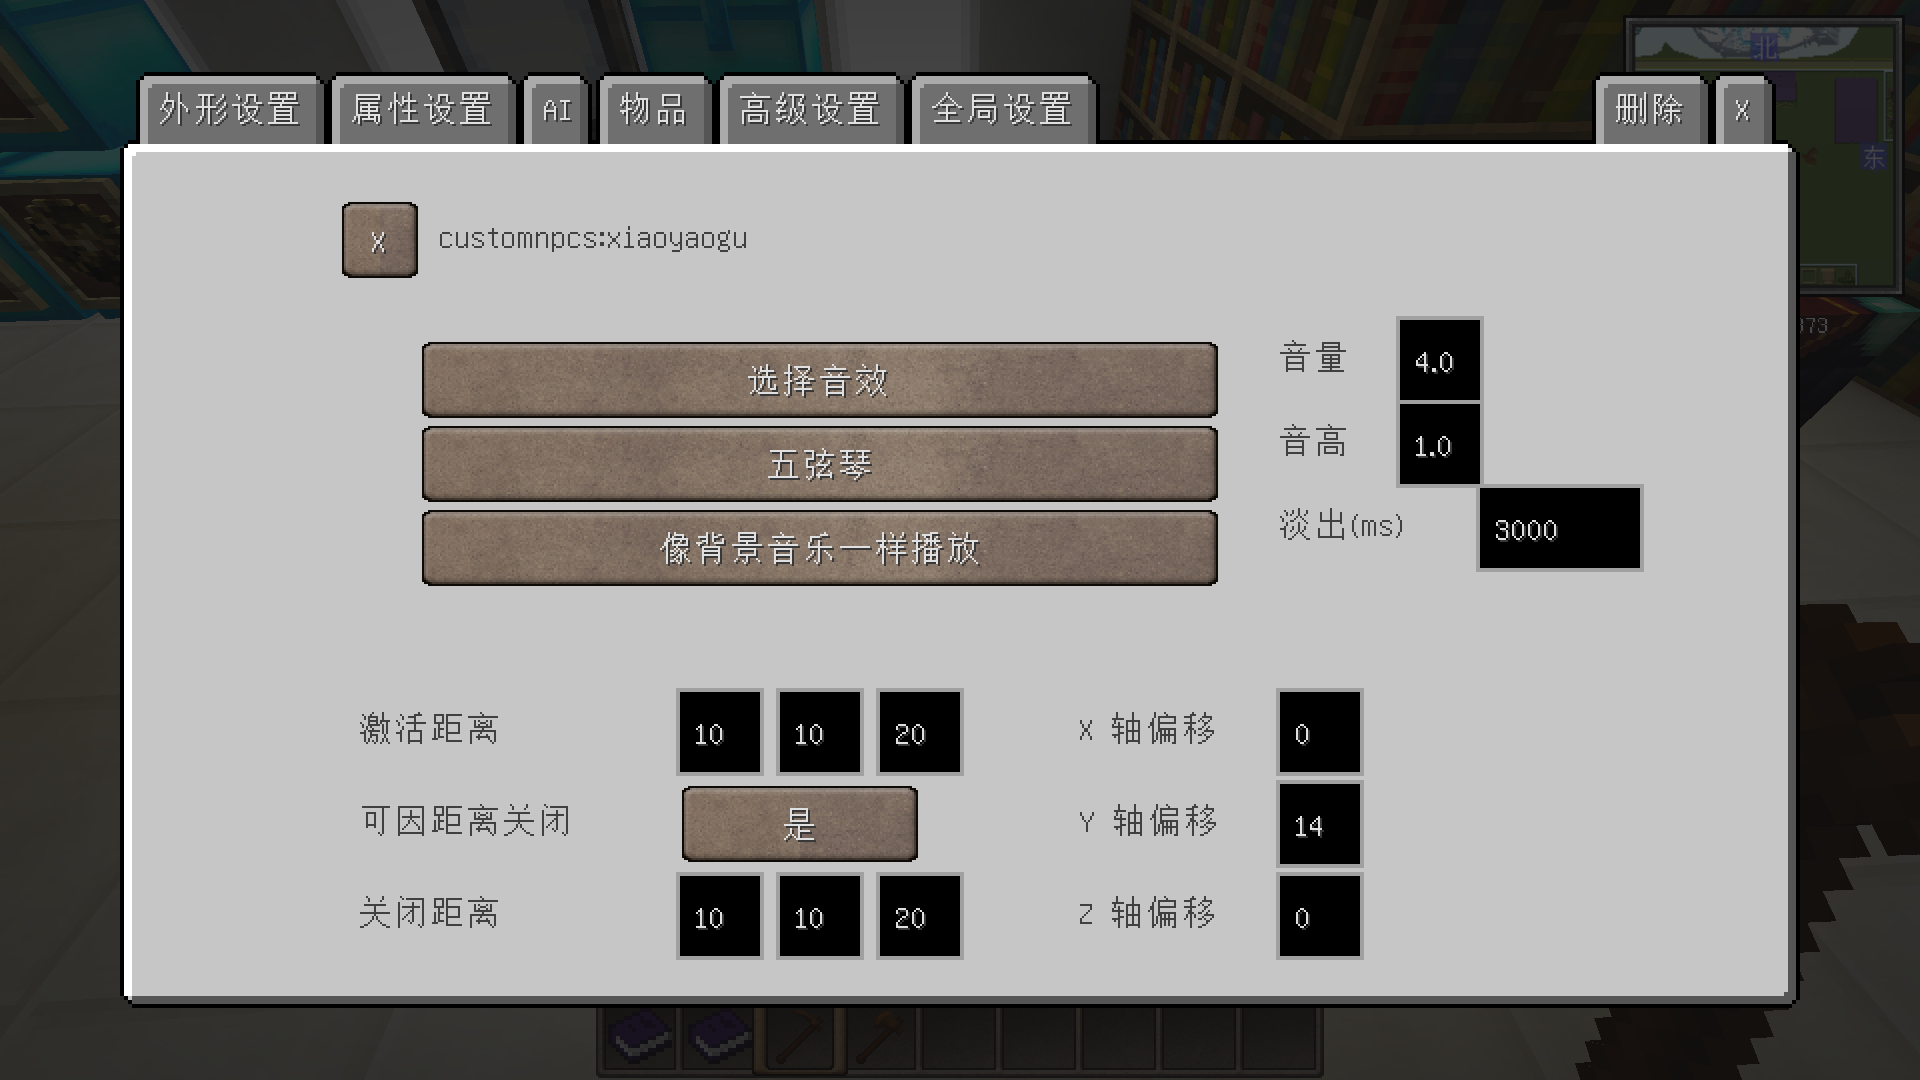 外形设置 属性设置 AI 物品 高级设置 全局设置 删除 X
北
东
X customnpcs:xiaoyaogu
选择音效
五弦琴
像背景音乐一样播放
音量 4.0
音高 1.0
淡出(ms) 3000
激活距离 10 10 20 X 轴偏移 0
可因距离关闭 是 Y 轴偏移 14
关闭距离 10 10 20 Z 轴偏移 0